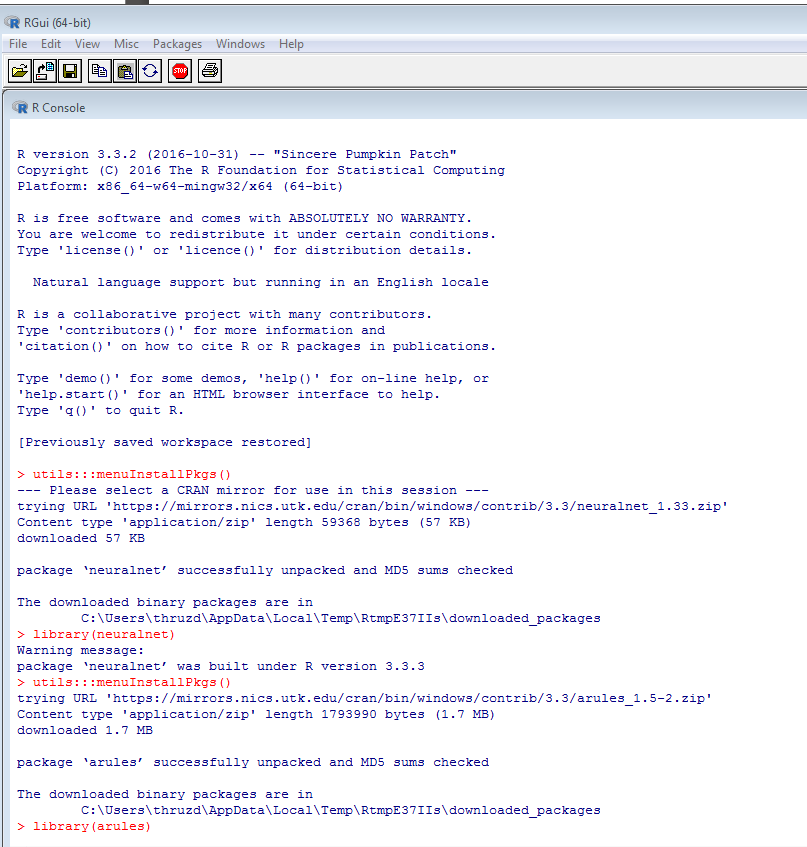 RGui (64-bit)
File Edit View Misc Packages Windows Help
STOP
R Console
R version 3.3.2 (2016-10-31) -- "Sincere Pumpkin Patch"
Copyright (C) 2016 The R Foundation for Statistical Computing
Platform: x86_64-w64-mingw32/x64 (64-bit)
R is free software and comes with ABSOLUTELY NO WARRANTY.
You are welcome to redistribute it under certain conditions.
Type 'license()' or 'licence()' for distribution details.
  Natural language support but running in an English locale
R is a collaborative project with many contributors.
Type 'contributors()' for more information and
'citation()' on how to cite R or R packages in publications.
Type 'demo()' for some demos, 'help()' for on-line help, or
'help.start()' for an HTML browser interface to help.
Type 'q()' to quit R.
[Previously saved workspace restored]
> utils:::menuInstallPkgs()
--- Please select a CRAN mirror for use in this session ---
trying URL 'https://mirrors.nics.utk.edu/cran/bin/windows/contrib/3.3/neuralnet_1.33.zip'
Content type 'application/zip' length 59368 bytes (57 KB)
downloaded 57 KB
package ‘neuralnet’ successfully unpacked and MD5 sums checked
The downloaded binary packages are in
        C:\Users\thruzd\AppData\Local\Temp\RtmpE37IIs\downloaded_packages
> library(neuralnet)
Warning message:
package ‘neuralnet’ was built under R version 3.3.3
> utils:::menuInstallPkgs()
trying URL 'https://mirrors.nics.utk.edu/cran/bin/windows/contrib/3.3/arules_1.5-2.zip'
Content type 'application/zip' length 1793990 bytes (1.7 MB)
downloaded 1.7 MB
package ‘arules’ successfully unpacked and MD5 sums checked
The downloaded binary packages are in
        C:\Users\thruzd\AppData\Local\Temp\RtmpE37IIs\downloaded_packages
> library(arules)